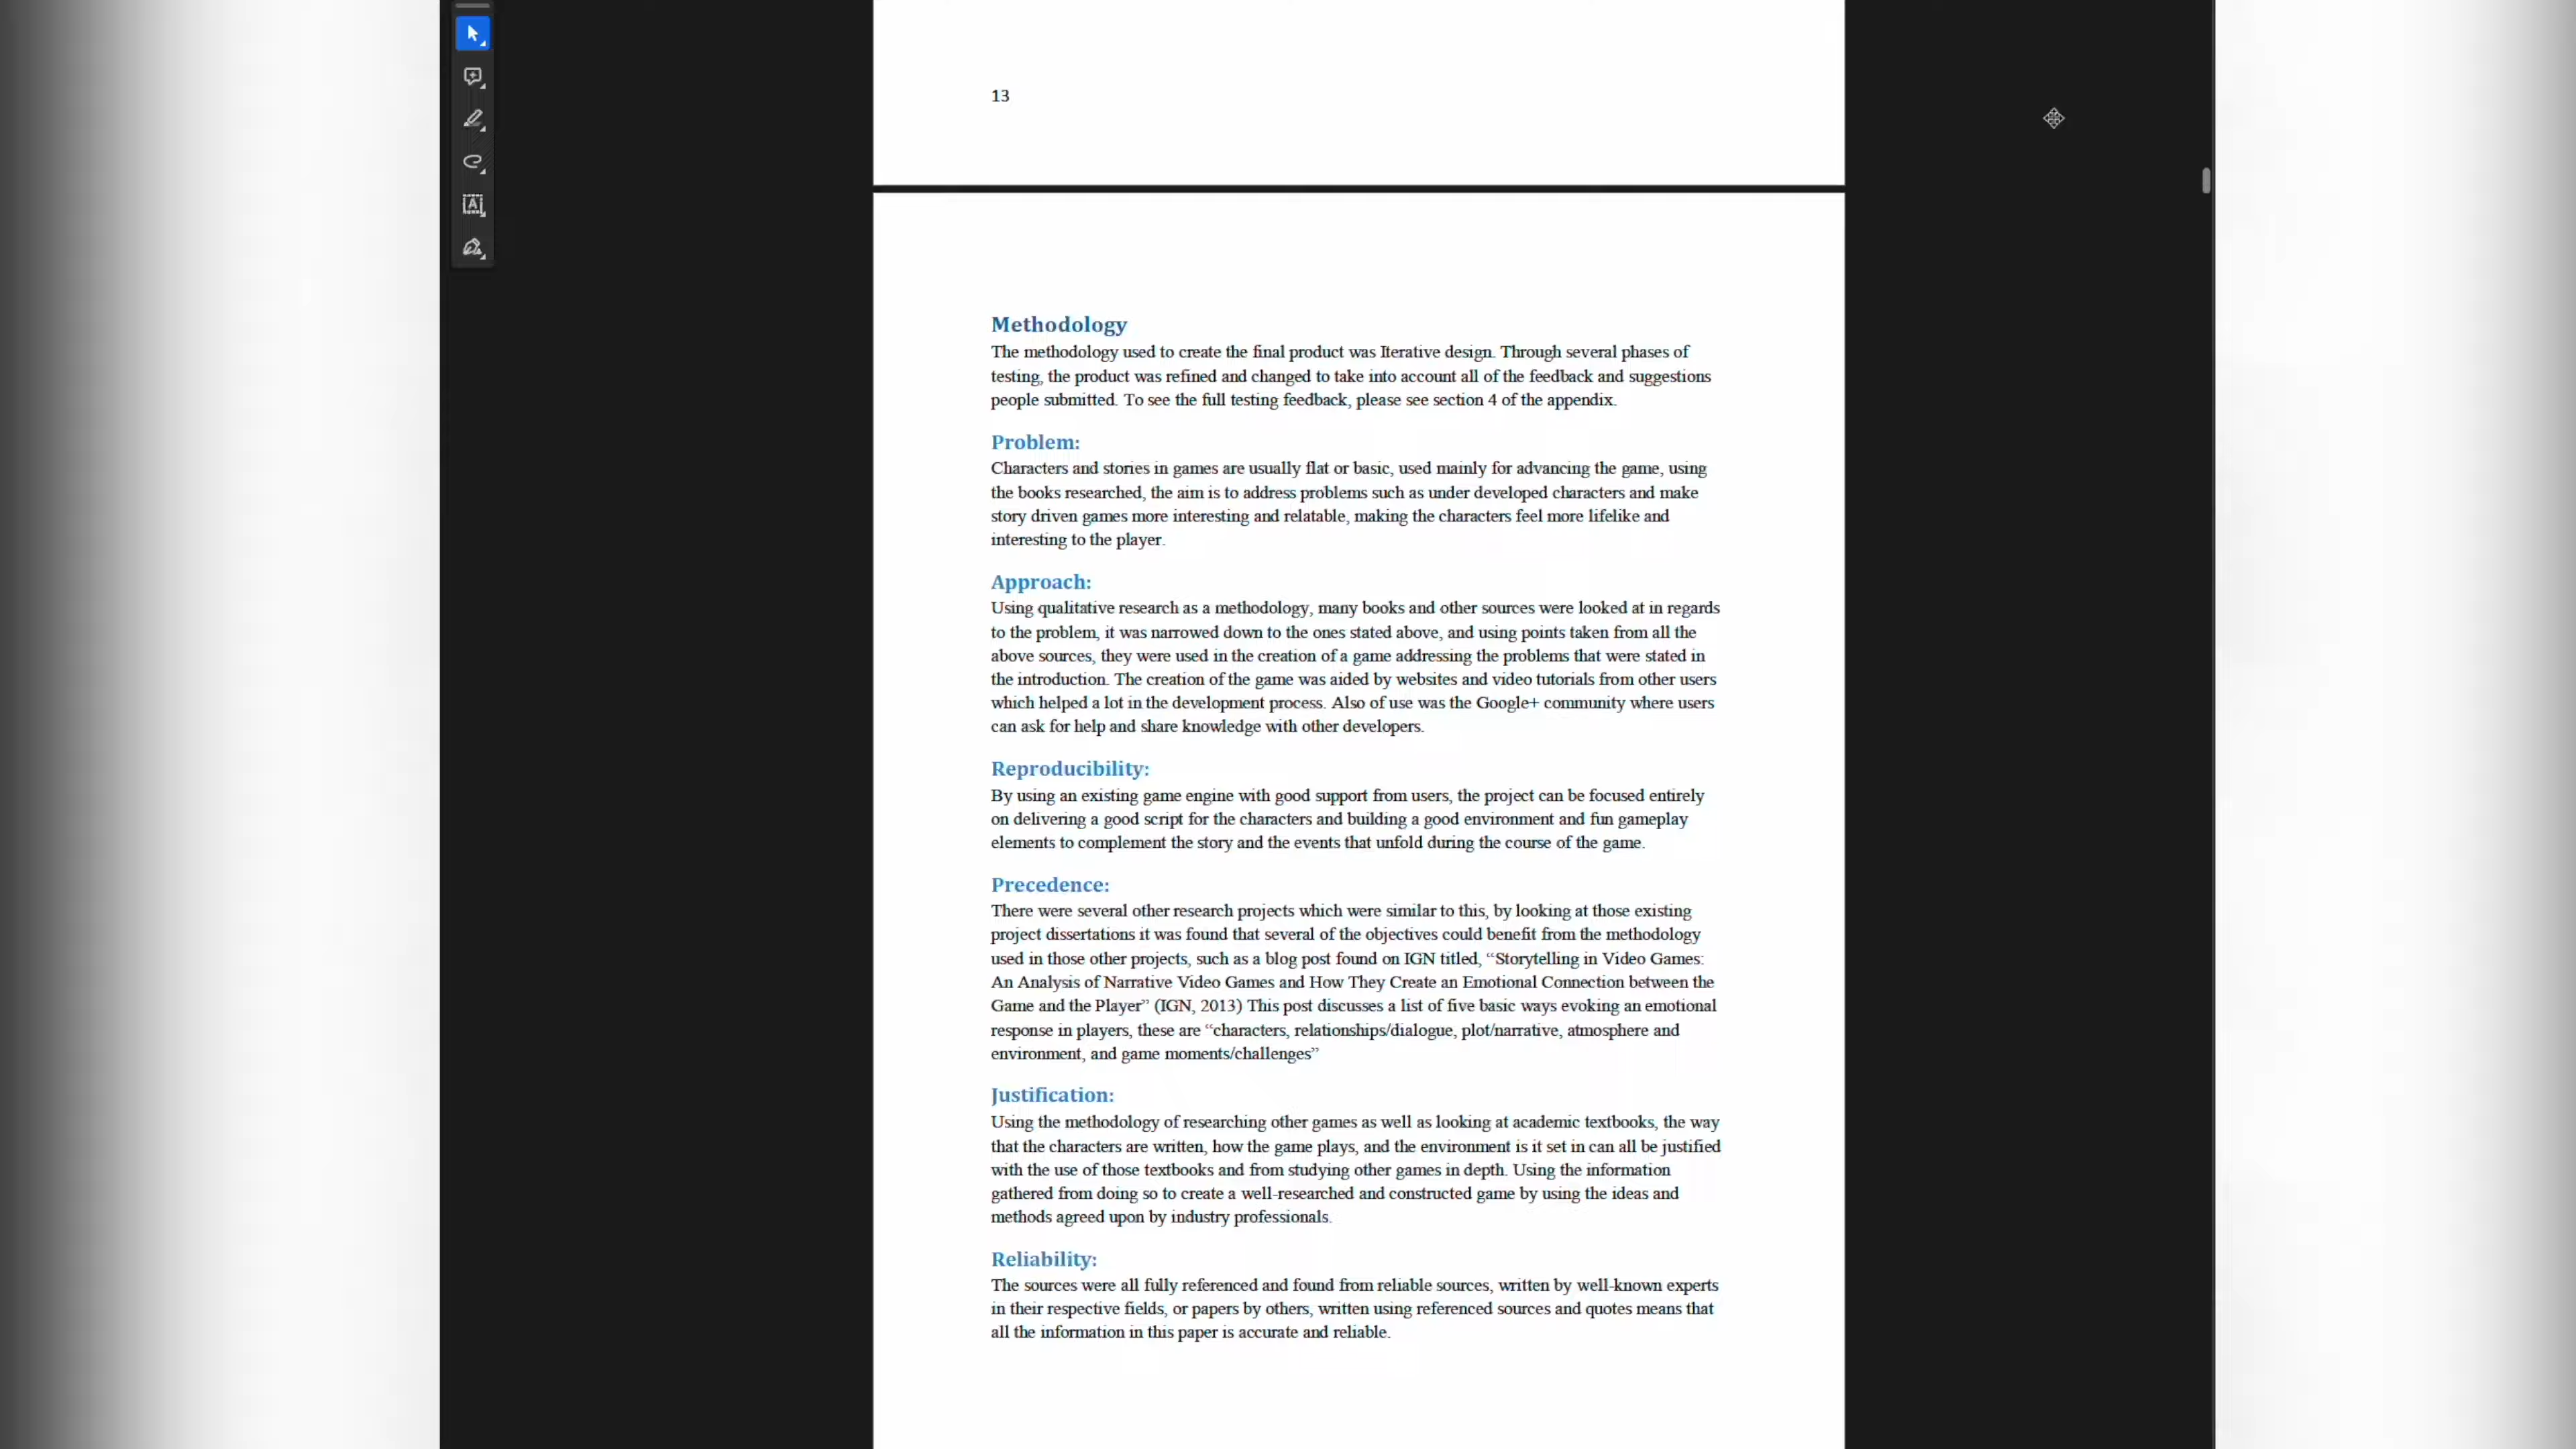 13
Methodology
The methodology used to create the final product was Iterative design. Through several phases of
testing, the product was refined and changed to take into account all of the feedback and suggestions
people submitted. To see the full testing feedback, please see section 4 of the appendix.
Problem:
Characters and stories in games are usually flat or basic, used mainly for advancing the game, using
the books researched, the aim is to address problems such as under developed characters and make
story driven games more interesting and relatable, making the characters feel more lifelike and
interesting to the player.
Approach:
Using qualitative research as a methodology, many books and other sources were looked at in regards
to the problem, it was narrowed down to the ones stated above, and using points taken from all the
above sources, they were used in the creation of a game addressing the problems that were stated in
the introduction. The creation of the game was aided by websites and video tutorials from other users
which helped a lot in the development process. Also of use was the Google+ community where users
can ask for help and share knowledge with other developers.
Reproducibility:
By using an existing game engine with good support from users, the project can be focused entirely
on delivering a good script for the characters and building a good environment and fun gameplay
elements to complement the story and the events that unfold during the course of the game.
Precedence:
There were several other research projects which were similar to this, by looking at those existing
project dissertations it was found that several of the objectives could benefit from the methodology
used in those other projects, such as a blog post found on IGN titled, “Storytelling in Video Games:
An Analysis of Narrative Video Games and How They Create an Emotional Connection between the
Game and the Player” (IGN, 2013) This post discusses a list of five basic ways evoking an emotional
response in players, these are “characters, relationships/dialogue, plot/narrative, atmosphere and
environment, and game moments/challenges”
Justification:
Using the methodology of researching other games as well as looking at academic textbooks, the way
that the characters are written, how the game plays, and the environment is it set in can all be justified
with the use of those textbooks and from studying other games in depth. Using the information
gathered from doing so to create a well-researched and constructed game by using the ideas and
methods agreed upon by industry professionals.
Reliability:
The sources were all fully referenced and found from reliable sources, written by well-known experts
in their respective fields, or papers by others, written using referenced sources and quotes means that
all the information in this paper is accurate and reliable.